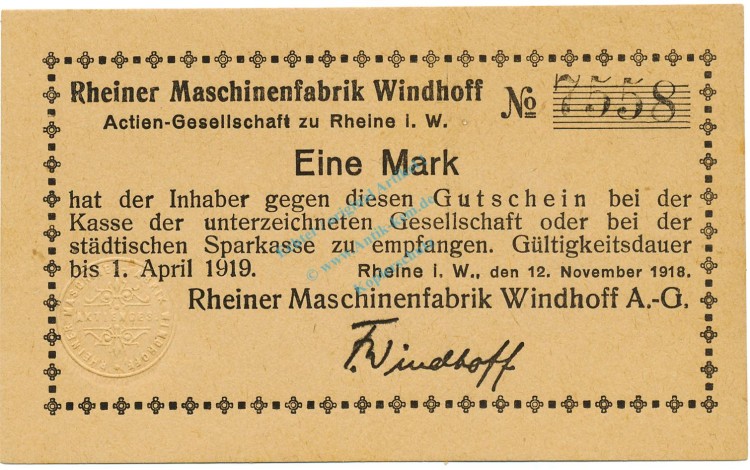 Rheiner Maschinenfabrik Windhoff
Actien-Gesellschaft zu Rheine i. W.
No 7558
Eine Mark
hat der Inhaber gegen diesen Gutschein bei der
Kasse der unterzeichneten Gesellschaft oder bei der
städtischen Sparkasse zu empfangen. Gültigkeitsdauer
bis 1. April 1919. Rheine i. W., den 12. November 1918.
Rheiner Maschinenfabrik Windhoff A.-G.
F. Windhoff